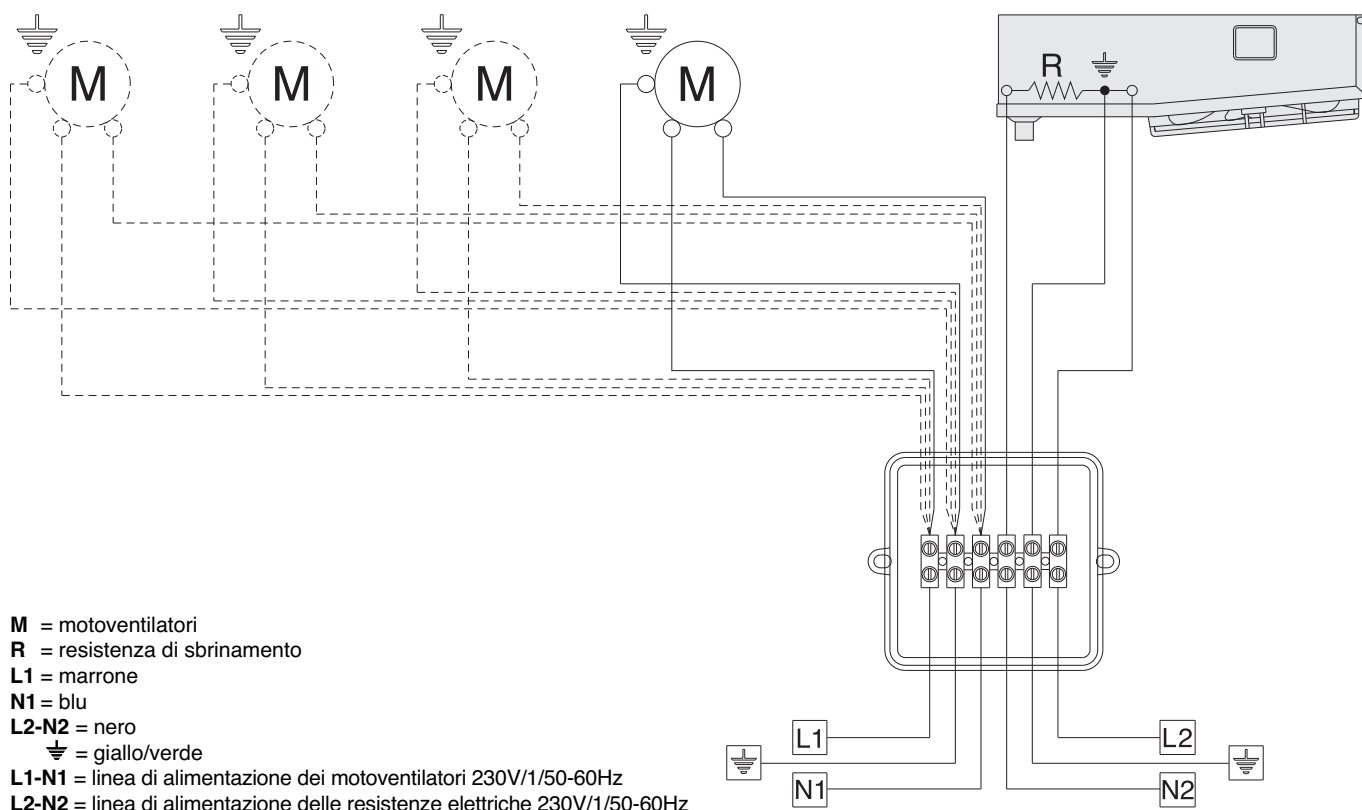 M M M M
R
M = motoventilatori
R = resistenza di sbrinamento
L1 = marrone
N1 = blu
L2-N2 = nero
= giallo/verde
L1-N1 = linea di alimentazione dei motoventilatori 230V/1/50-60Hz
L2-N2 = linea di alimentazione delle resistenze elettriche 230V/1/50-60Hz
L1 L2
N1 N2